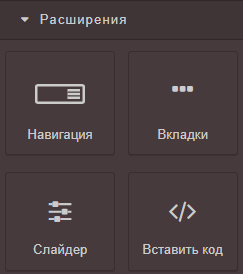 Расширения
Навигация
Вкладки
Слайдер
Вставить код